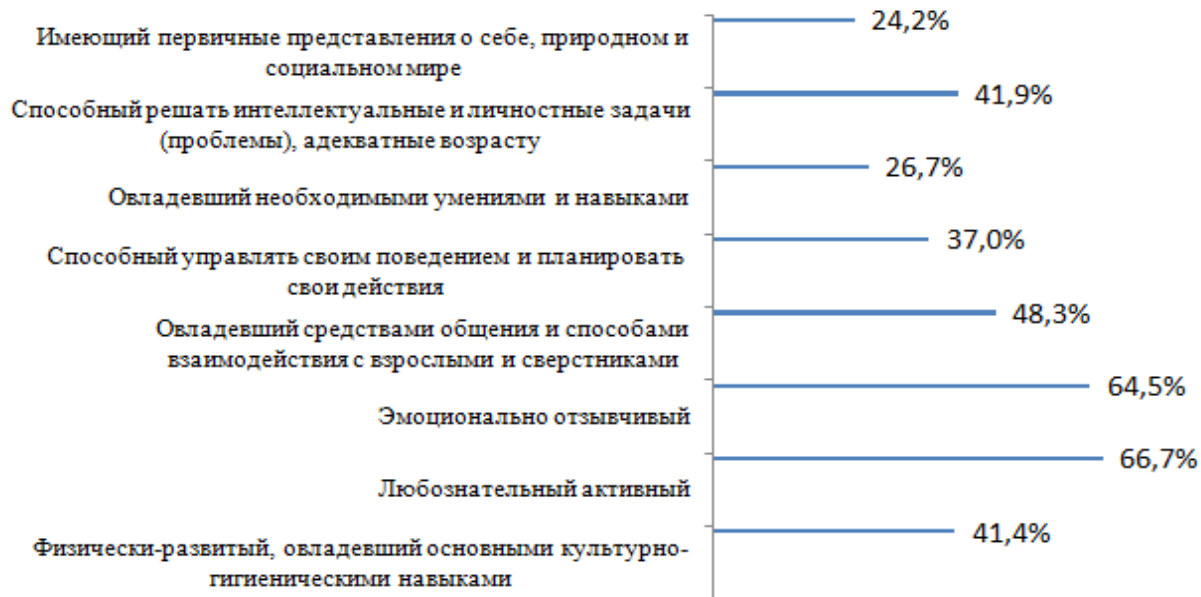 24,2%
Имеющий первичные представления о себе, природном и
социальном мире
41,9%
Способный решать интеллектуальные и личностные задачи
(проблемы), адекватные возрасту
26,7%
Овладевший необходимыми умениями и навыками
37,0%
Способный управлять своим поведением и планировать
свои действия
48,3%
Овладевший средствами общения и способами
взаимодействия с взрослыми и сверстниками
64,5%
Эмоционально отзывчивый
66,7%
Любознательный активный
41,4%
Физически-развитый, овладевший основными культурно-
гигиеническими навыками